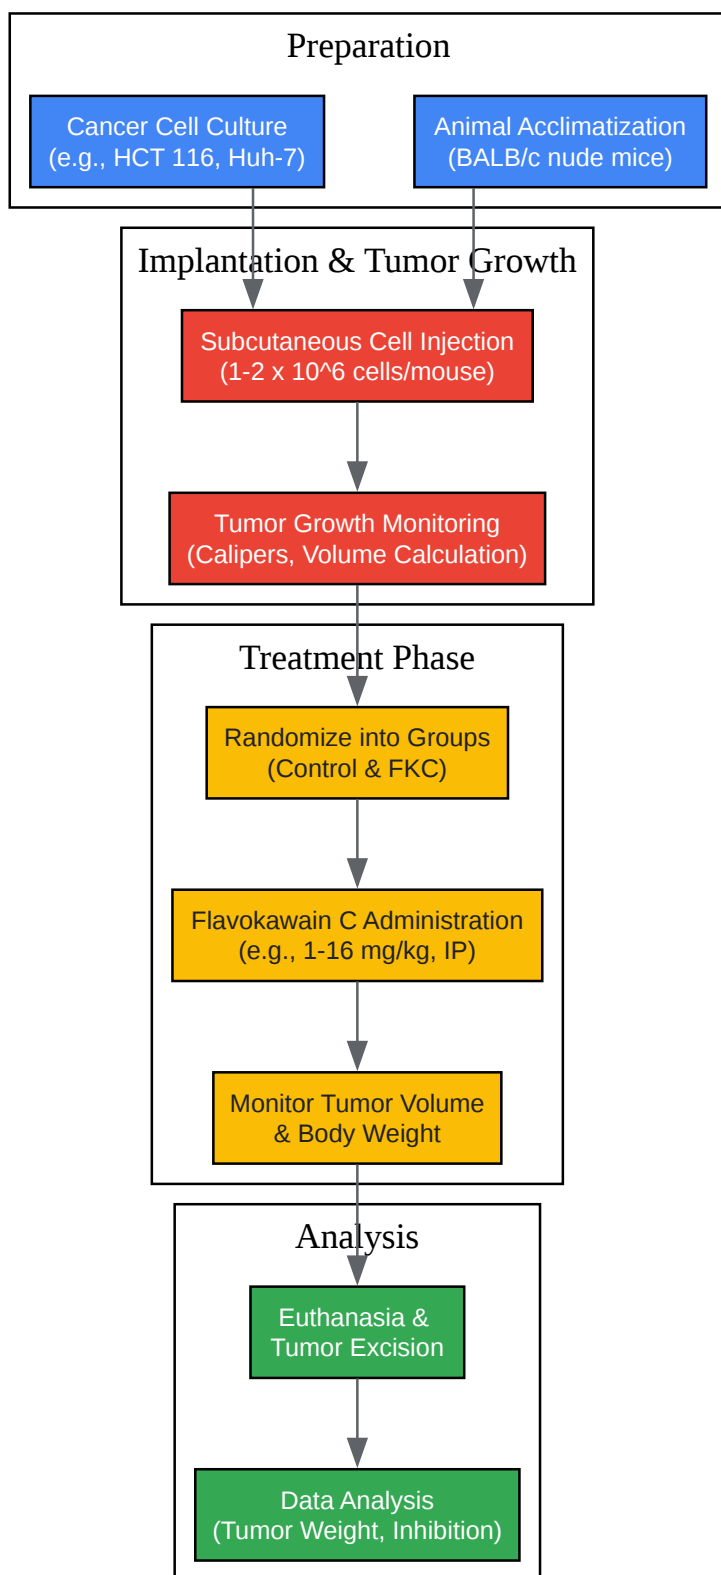 Preparation
Cancer Cell Culture
(e.g., HCT 116, Huh-7)
Animal Acclimatization
(BALB/c nude mice)
Implantation & Tumor Growth
Subcutaneous Cell Injection
(1-2 x 10^6 cells/mouse)
Tumor Growth Monitoring
(Calipers, Volume Calculation)
Treatment Phase
Randomize into Groups
(Control & FKC)
Flavokawain C Administration
(e.g., 1-16 mg/kg, IP)
Monitor Tumor Volume
& Body Weight
Analysis
Euthanasia &
Tumor Excision
Data Analysis
(Tumor Weight, Inhibition)